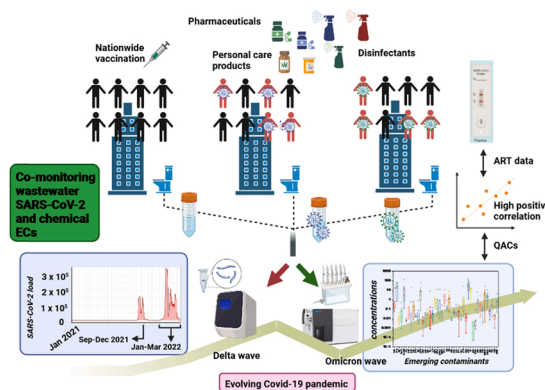 Pharmaceuticals
Nationwide
vaccination
Personal care
products
Disinfectants
Co-monitoring
wastewater
SARS-CoV-2
and chemical
ECs
C
T
Positive
ART data
High positive
correlation
QACs
SARS-CoV-2 load
3 x 10⁵
2 x 10⁵
1 x 10⁵
0
Jan 2021
Sep-Dec 2021
Jan-Mar 2022
Delta wave
Omicron wave
concentrations
Emerging contaminants
Evolving Covid-19 pandemic